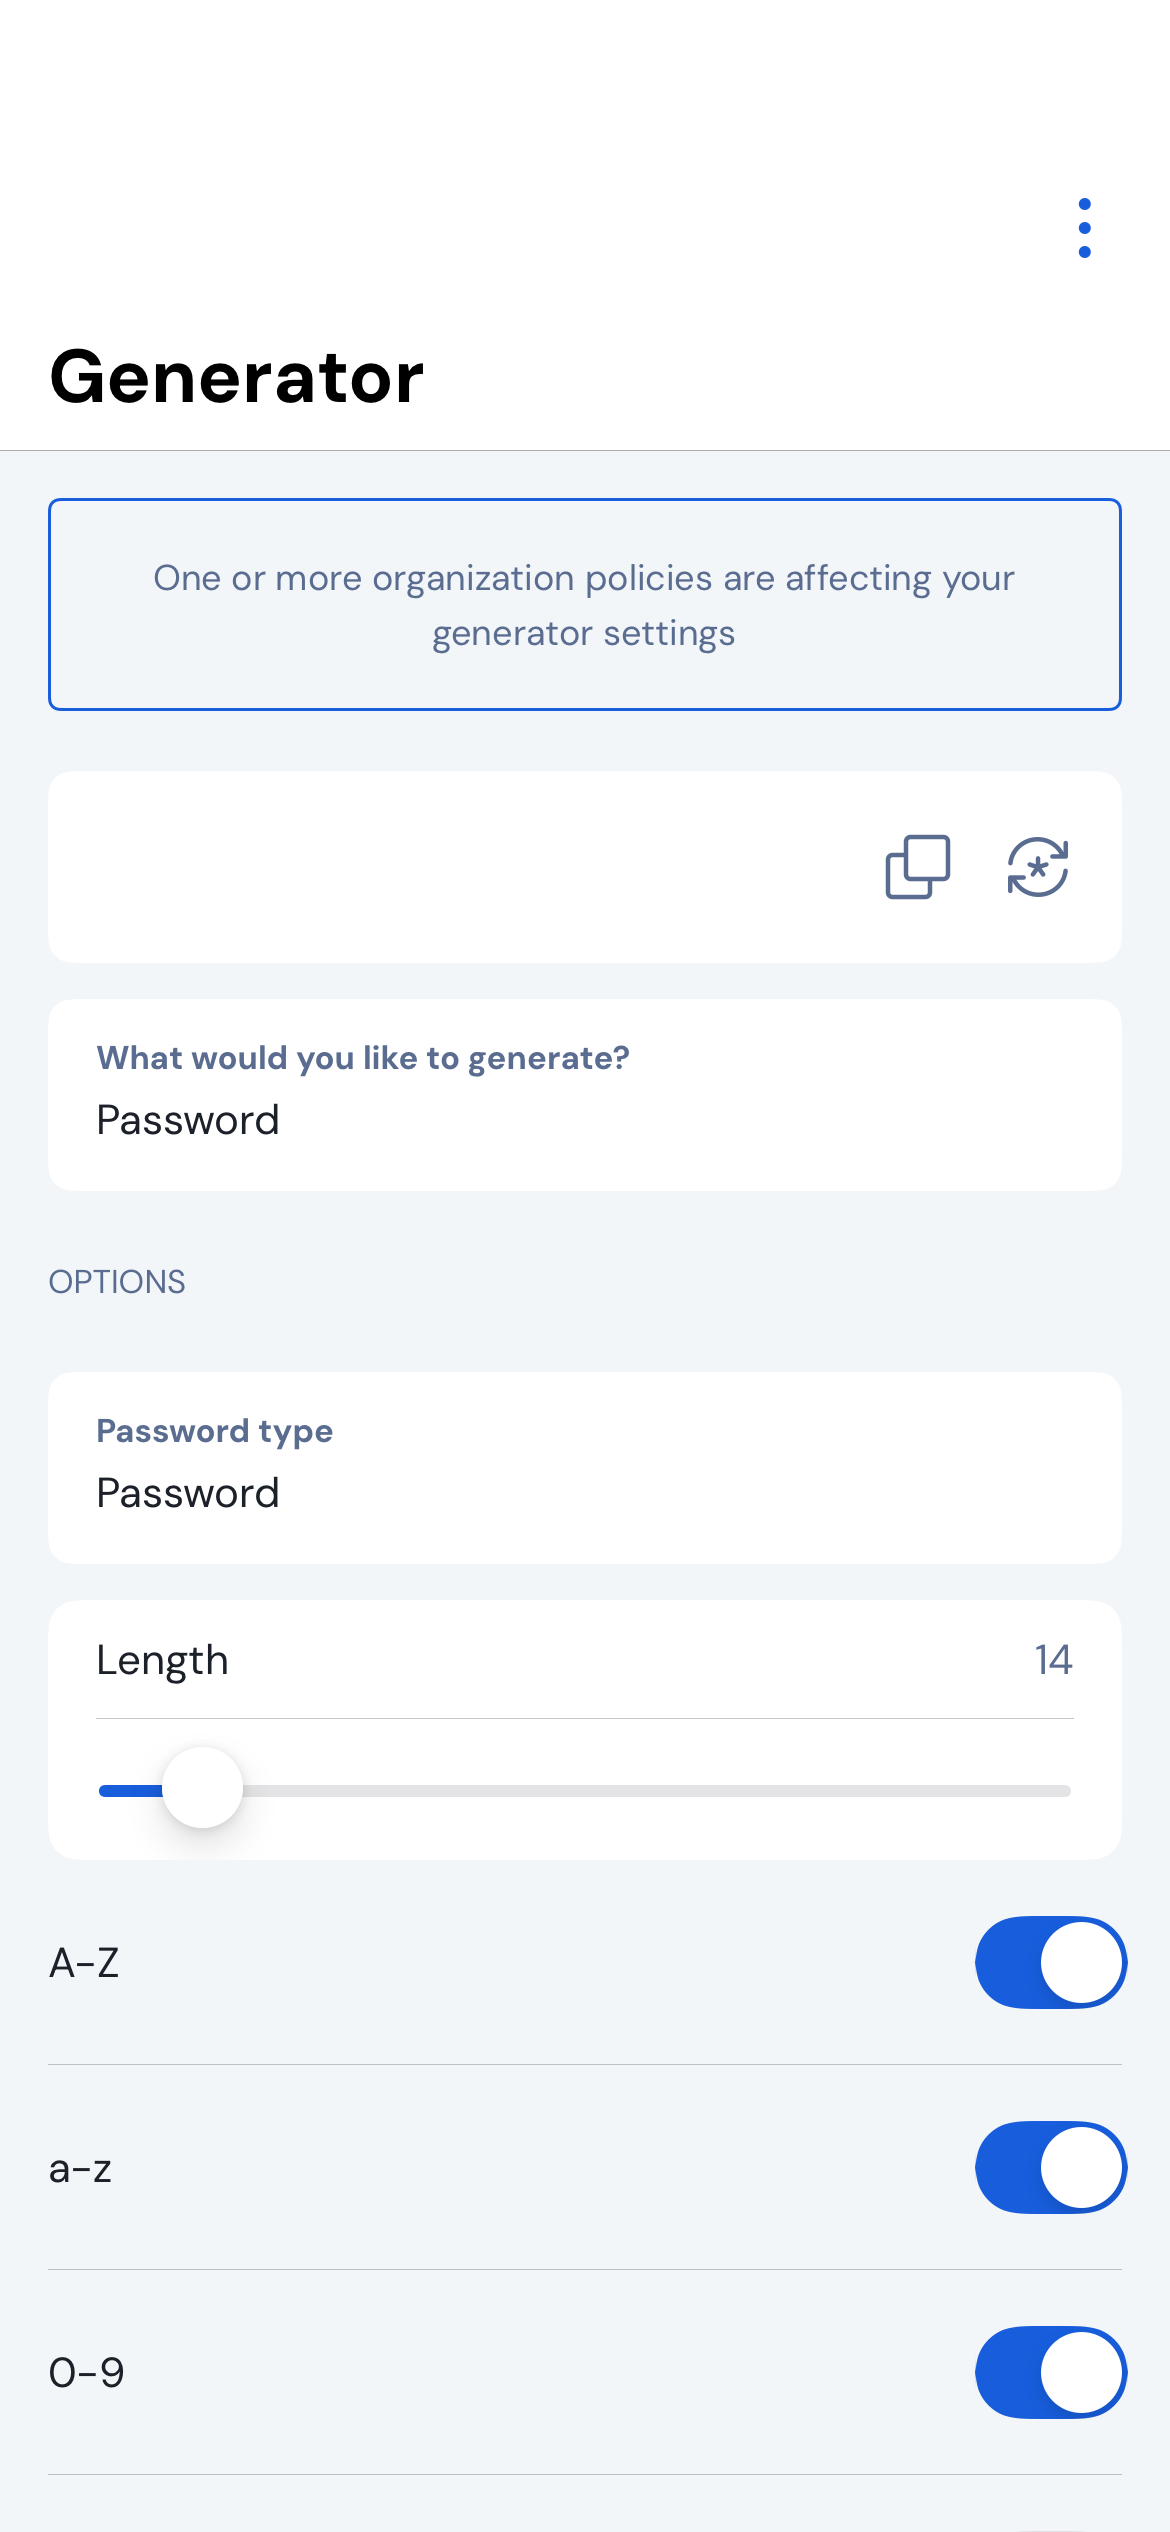 Generator
One or more organization policies are affecting your
generator settings
What would you like to generate?
Password
OPTIONS
Password type
Password
Length
14
A-Z
a-z
0-9